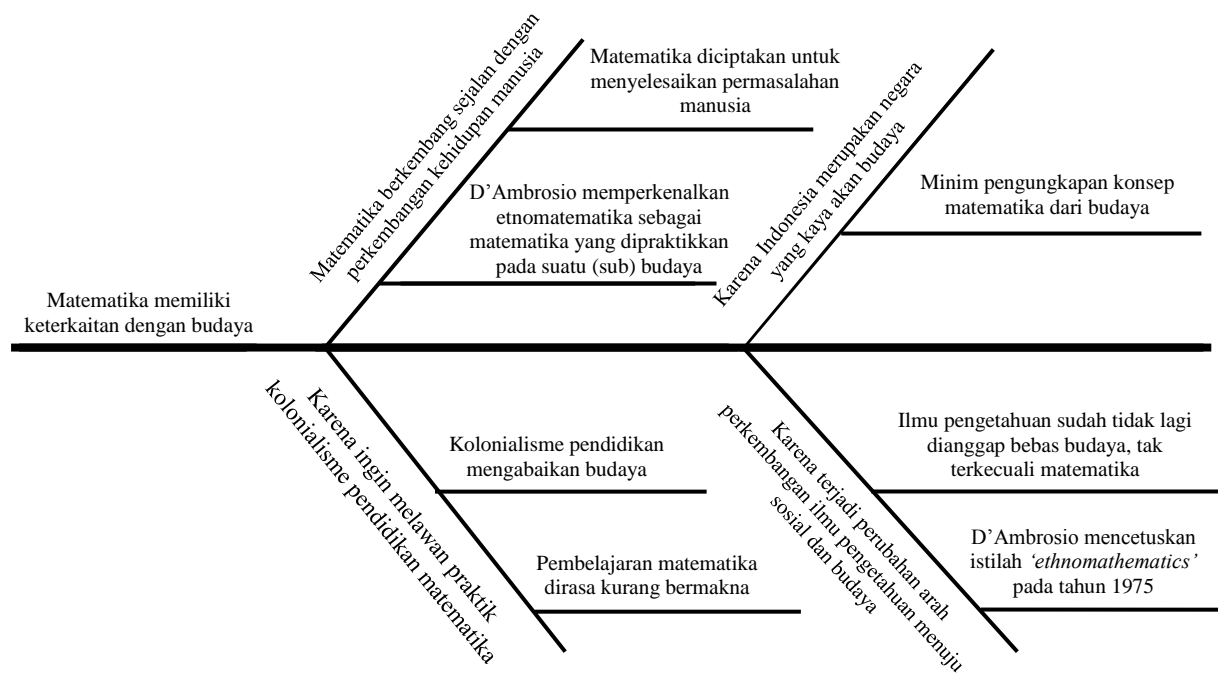 Matematika berkembang sejalan dengan
perkembangan kehidupan manusia
Matematika diciptakan untuk
menyelesaikan permasalahan
manusia
D’Ambrosio memperkenalkan
etnomatematika sebagai
matematika yang dipraktikkan
pada suatu (sub) budaya
Karena Indonesia merupakan negara
yang kaya akan budaya
Minim pengungkapan konsep
matematika dari budaya
Matematika memiliki
keterkaitan dengan budaya
Karena ingin melawan praktik
kolonialisme pendidikan matematika
Kolonialisme pendidikan
mengabaikan budaya
Pembelajaran matematika
dirasa kurang bermakna
Karena terjadi perubahan arah
perkembangan ilmu pengetahuan menuju
sosial dan budaya
Ilmu pengetahuan sudah tidak lagi
dianggap bebas budaya, tak
terkecuali matematika
D’Ambrosio mencetuskan
istilah ‘ethnomathematics’
pada tahun 1975